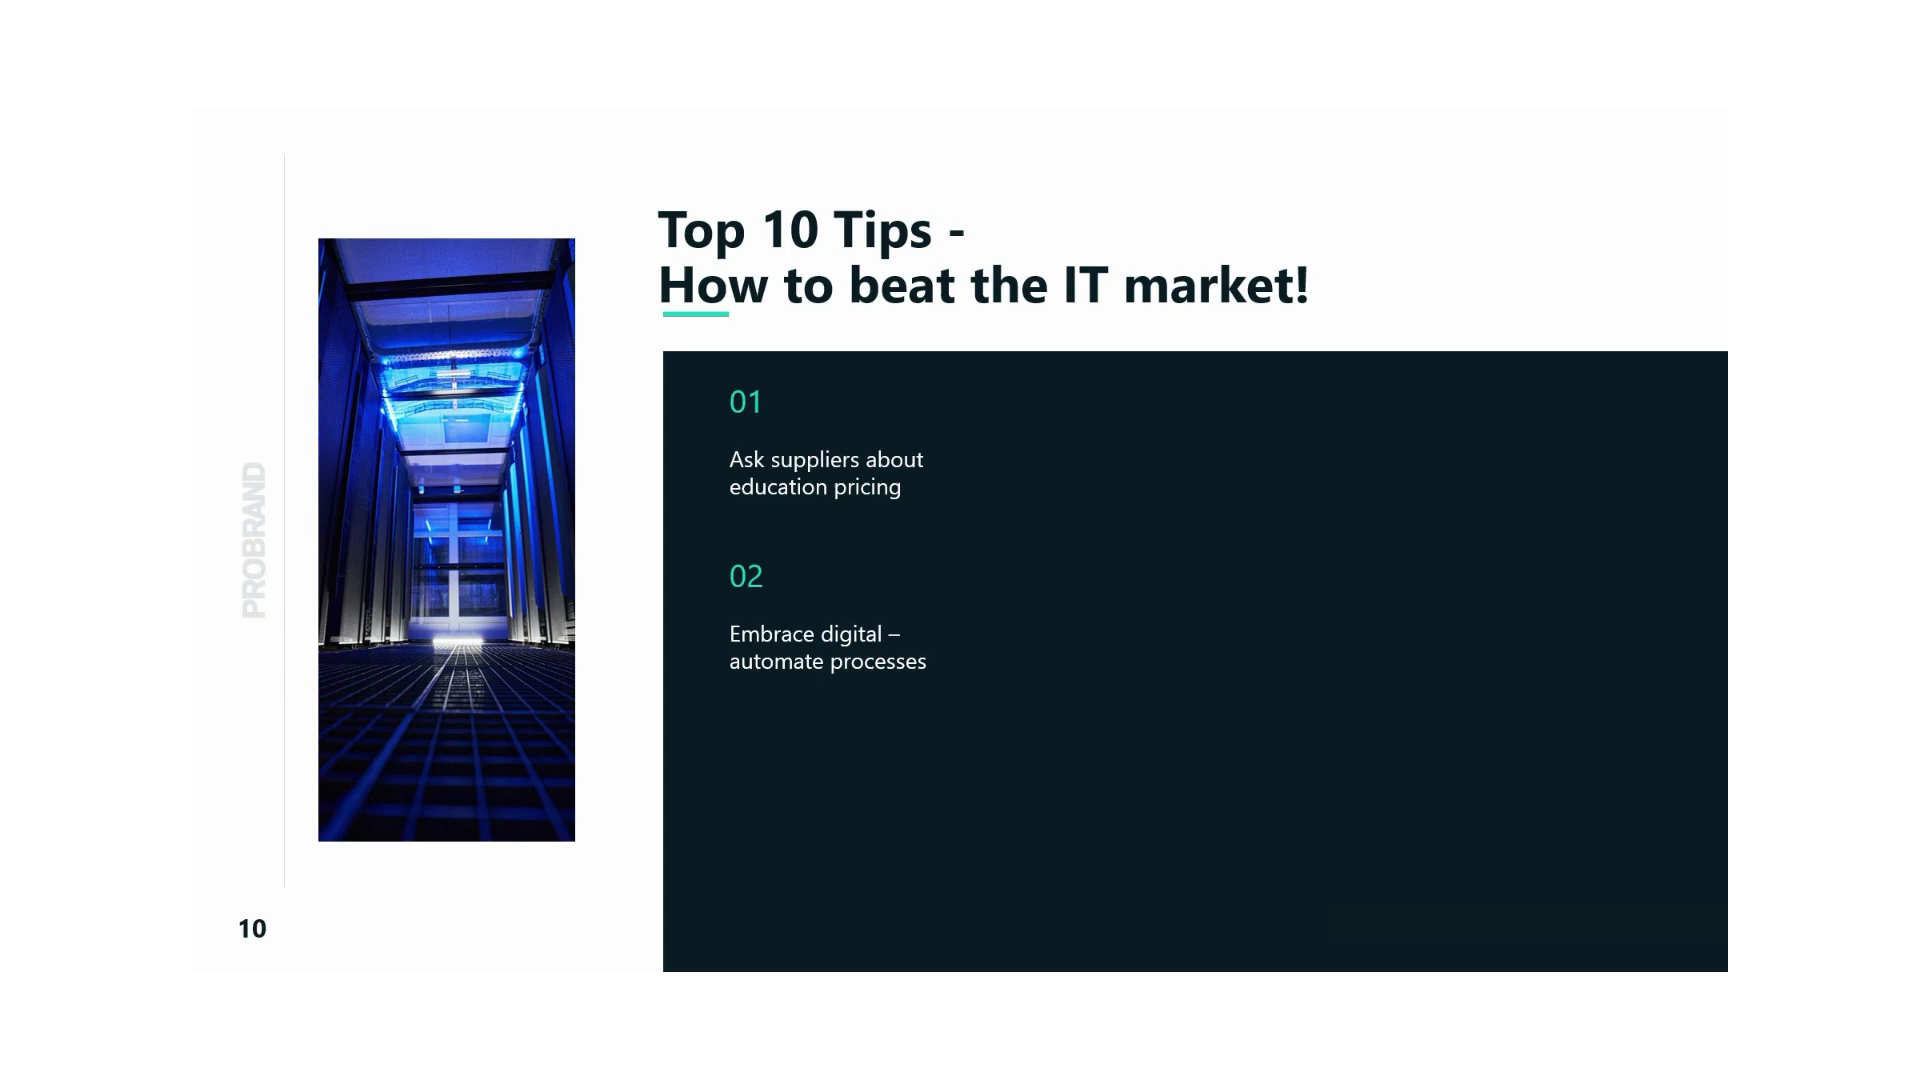 PROBRAND
Top 10 Tips -
How to beat the IT market!
01
Ask suppliers about
education pricing
02
Embrace digital –
automate processes
10